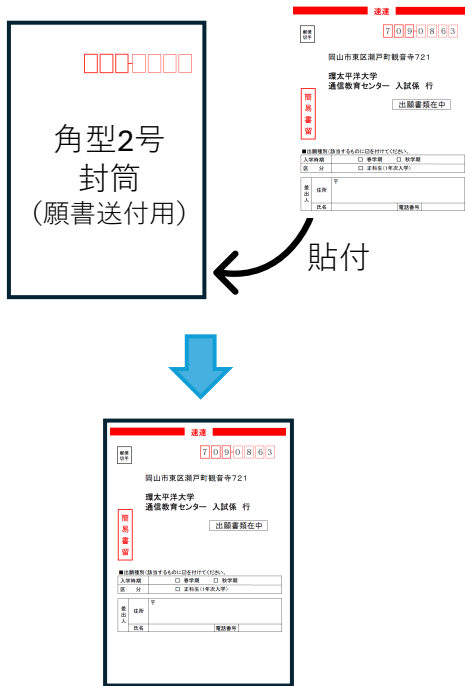 角型2号
封筒
（願書送付用）
速達
郵便
切手
709-0863
岡山市東区瀬戸町観音寺721
環太平洋大学
通信教育センター 入試係 行
簡易書留
出願書類在中
■出願種別（該当するものに☑を付けてください。
入学時期 □ 春学期 □ 秋学期
区 分 □ 正科生（1年次入学）
差出人 住所 〒
氏名 電話番号
貼付
速達
郵便
切手
709-0863
岡山市東区瀬戸町観音寺721
環太平洋大学
通信教育センター 入試係 行
簡易書留
出願書類在中
■出願種別（該当するものに☑を付けてください。
入学時期 □ 春学期 □ 秋学期
区 分 □ 正科生（1年次入学）
差出人 住所 〒
氏名 電話番号